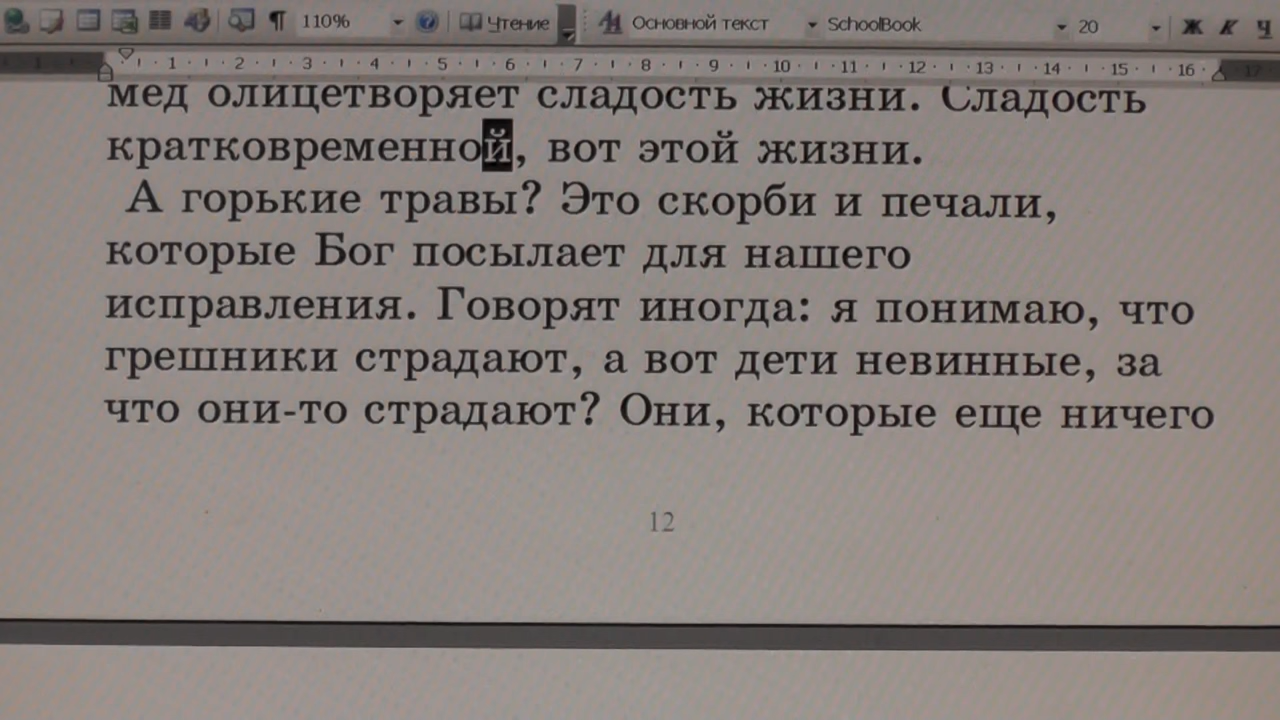 110%
Чтение
Основной текст
SchoolBook
20
Ж К Ч
1 2 3 4 5 6 7 8 9 10 11 12 13 14 15 16 17
мед олицетворяет сладость жизни. Сладость
кратковременной, вот этой жизни.
А горькие травы? Это скорби и печали,
которые Бог посылает для нашего
исправления. Говорят иногда: я понимаю, что
грешники страдают, а вот дети невинные, за
что они-то страдают? Они, которые еще ничего
12